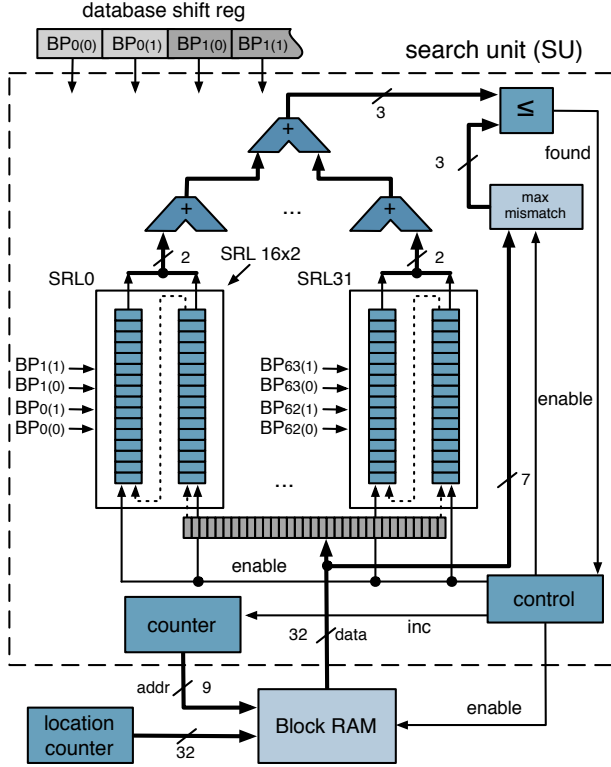 database shift reg
BP0(0) BP0(1) BP1(0) BP1(1)
search unit (SU)
3
≤
+
found
3
max
mismatch
+
...
+
2
2
SRL 16x2
SRL0
SRL31
BP1(1)
BP1(0)
BP0(1)
BP0(0)
BP63(1)
BP63(0)
BP62(1)
BP62(0)
enable
7
...
enable
control
counter
inc
32
data
addr
9
enable
Block RAM
location
counter
32